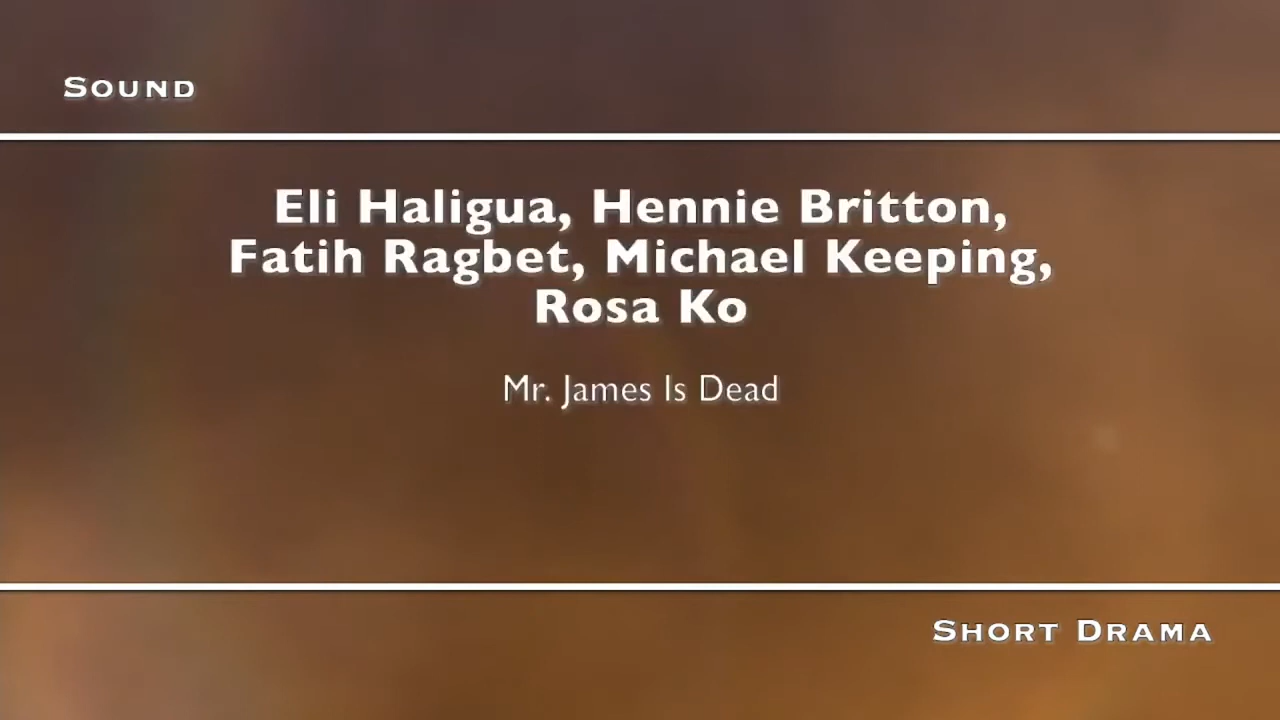 Sound
Eli Haligua, Hennie Britton,
Fatih Ragbet, Michael Keeping,
Rosa Ko
Mr. James Is Dead
Short Drama